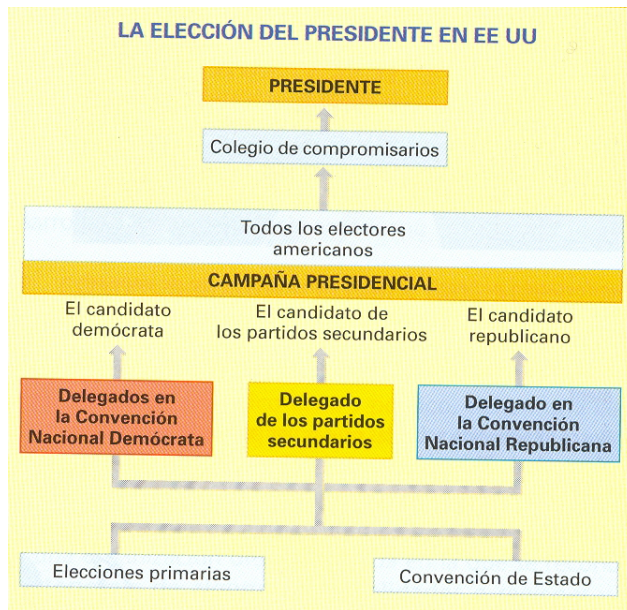 LA ELECCIÓN DEL PRESIDENTE EN EE UU
PRESIDENTE
Colegio de compromisarios
Todos los electores
americanos
CAMPAÑA PRESIDENCIAL
El candidato
demócrata
El candidato de
los partidos secundarios
El candidato
republicano
Delegados en
la Convención
Nacional Demócrata
Delegado
de los partidos
secundarios
Delegado en
la Convención
Nacional Republicana
Elecciones primarias
Convención de Estado